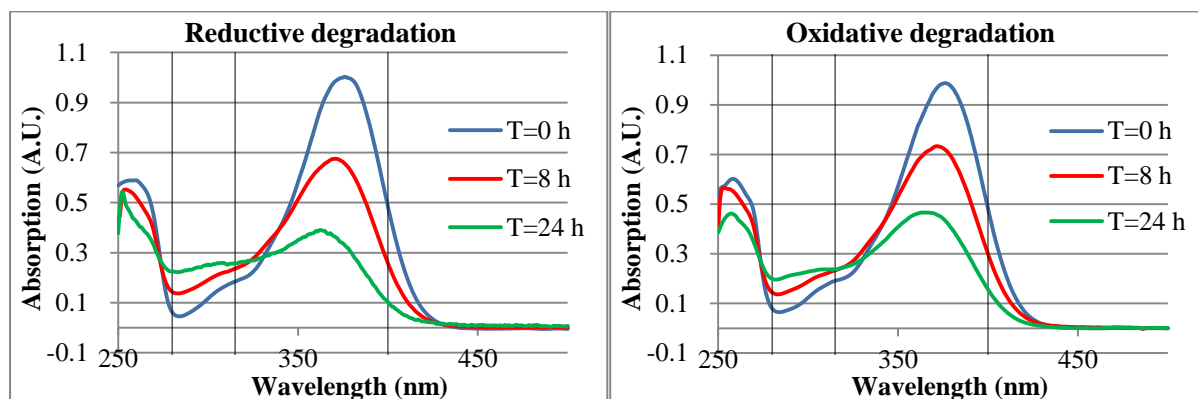 Reductive degradation
Absorption (A.U.)
1.1
0.9
0.7
0.5
0.3
0.1
-0.1
T=0 h
T=8 h
T=24 h
250
350
450
Wavelength (nm)
Oxidative degradation
Absorption (A.U.)
1.1
0.9
0.7
0.5
0.3
0.1
-0.1
T=0 h
T=8 h
T=24 h
250
350
450
Wavelength (nm)